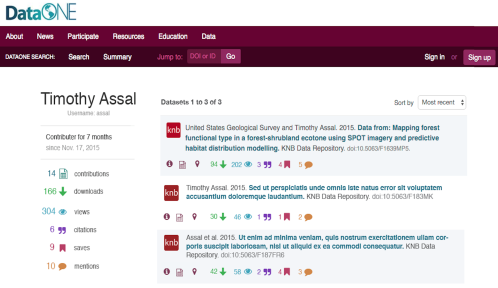 DataONE
About News Participate Resources Education Data
DATAONE SEARCH: Search Summary Jump to: DOI or ID Go Sign in or Sign up
Timothy Assal
Username: assal
Contributer for 7 months
since Nov. 17, 2015
14 contributions
166 downloads
304 views
6 citations
9 saves
10 mentions
Datasets 1 to 3 of 3
Sort by Most recent
knb
United States Geological Survey and Timothy Assal. 2015. Data from: Mapping forest
functional type in a forest-shrubland ecotone using SPOT imagery and predictive
habitat distribution modelling. KNB Data Repository. doi:10.5063/F1839MPS.
94 202 3 4 5
knb
Timothy Assal. 2015. Sed ut perspiciatis unde omnis iste natus error sit voluptatem
accusantium doloremque laudantium. KNB Data Repository. doi: 10.5063/F183MK
30 46 1 1 2
knb
Assal et al. 2015. Ut enim ad minima veniam, quis nostrum exercitationem ullam cor-
poris suscipit laboriosam, nisi ut aliquid ex ea commodi consequatur. KNB Data
Repository. doi:10.5063/F187FR6
42 58 2 4 3